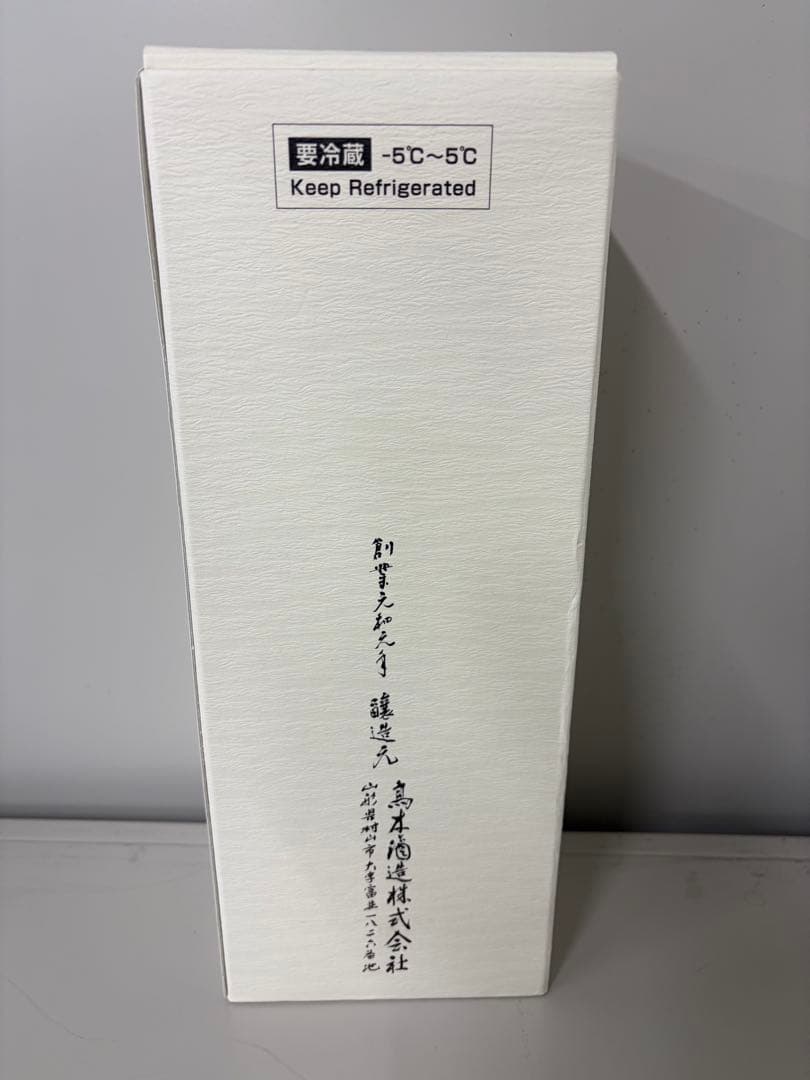 要冷蔵 -5℃～5℃
Keep Refrigerated
創業元和元年 醸造元
高木酒造株式会社
山形県村山市大字富並一八二六番地